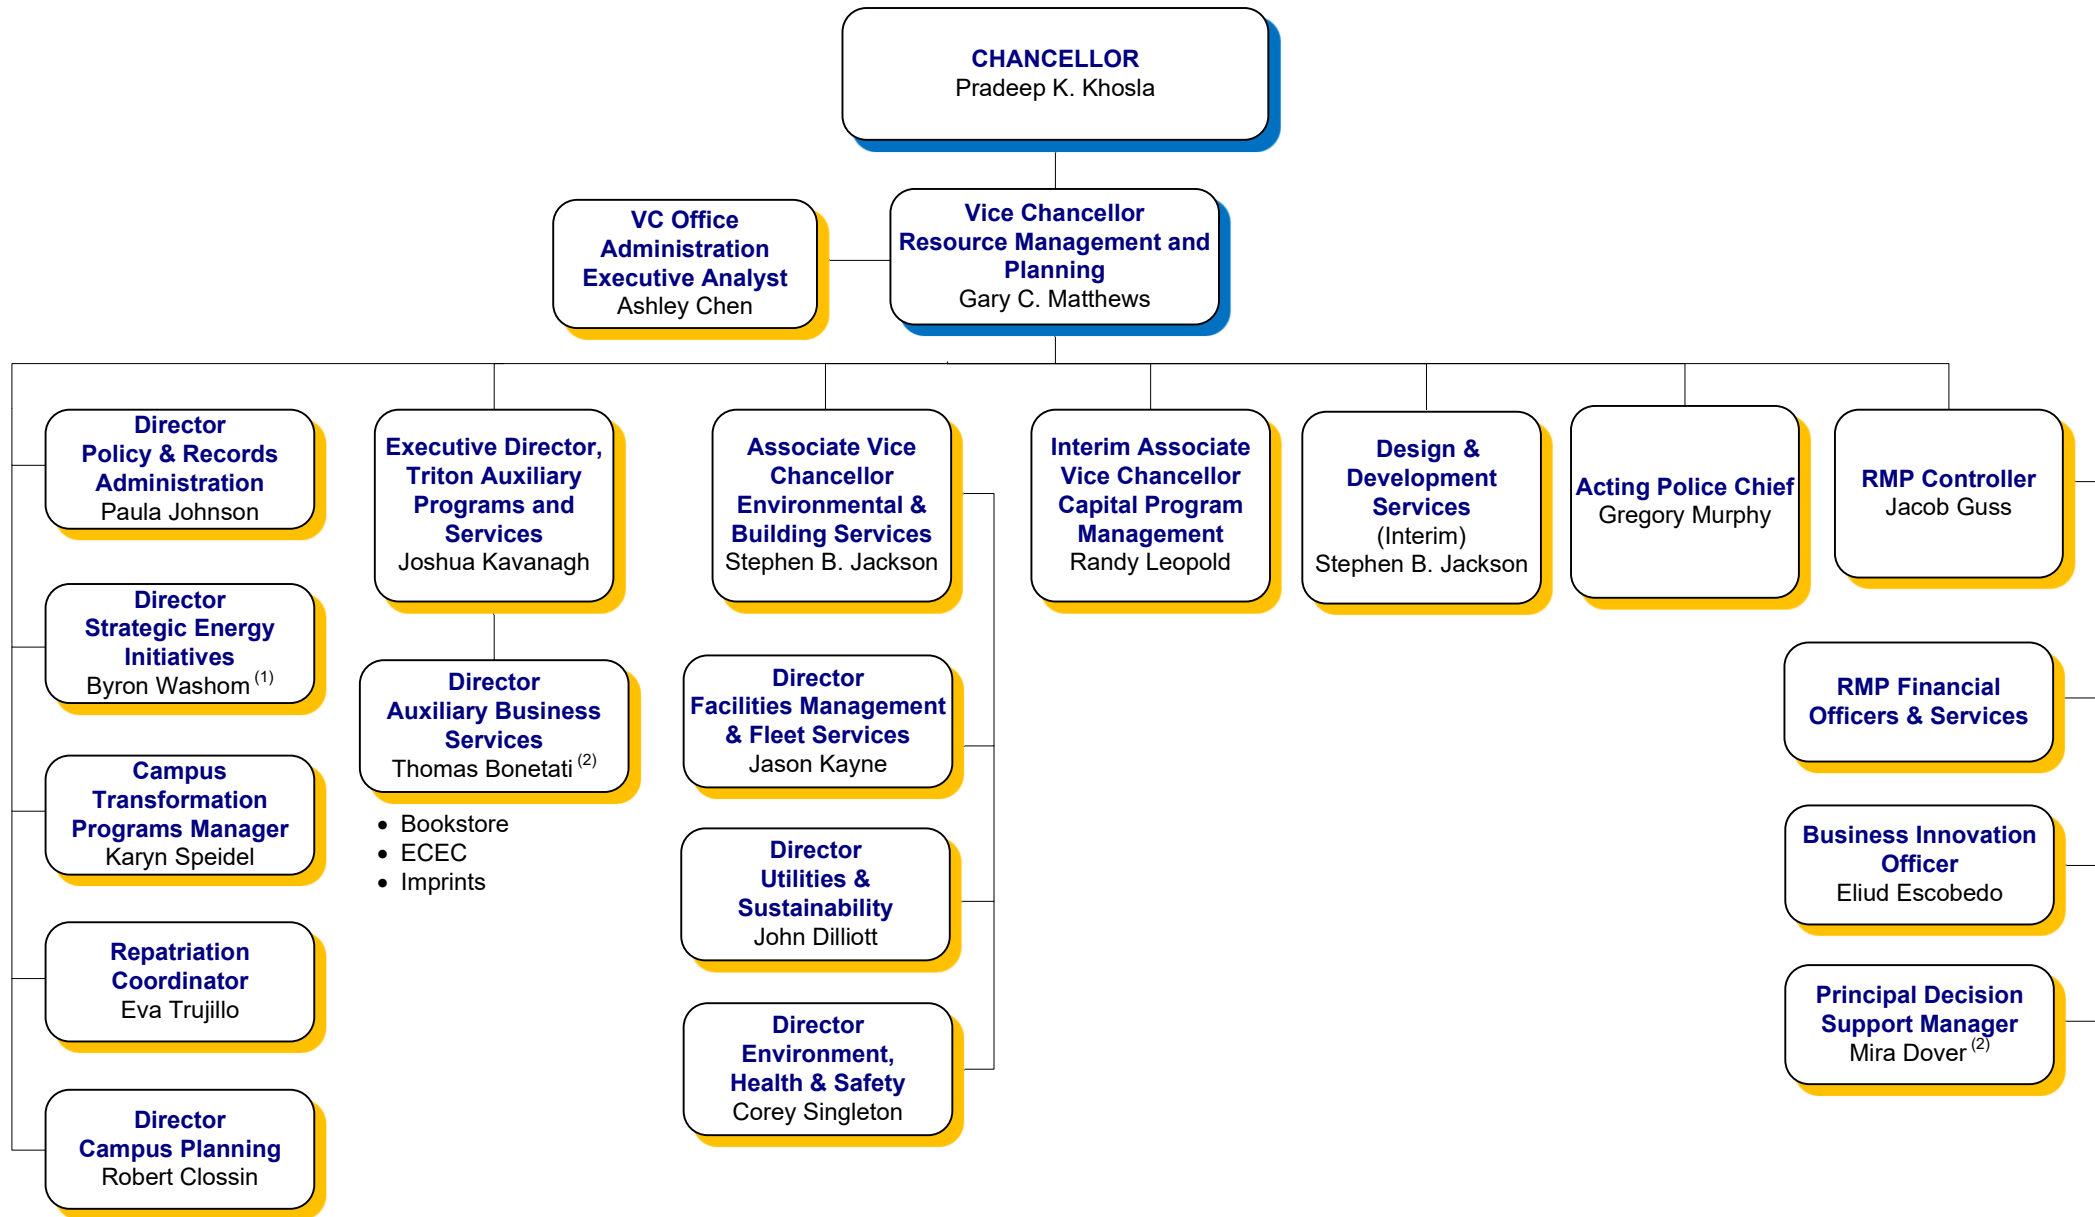 CHANCELLOR
Pradeep K. Khosla
VC Office
Administration
Executive Analyst
Ashley Chen
Vice Chancellor
Resource Management and
Planning
Gary C. Matthews
Director
Policy & Records
Administration
Paula Johnson
Director
Strategic Energy
Initiatives
Byron Washom (1)
Campus
Transformation
Programs Manager
Karyn Speidel
Repatriation
Coordinator
Eva Trujillo
Director
Campus Planning
Robert Clossin
Executive Director,
Triton Auxiliary
Programs and
Services
Joshua Kavanagh
Director
Auxiliary Business
Services
Thomas Bonetati (2)
• Bookstore
• ECEC
• Imprints
Associate Vice
Chancellor
Environmental &
Building Services
Stephen B. Jackson
Director
Facilities Management
& Fleet Services
Jason Kayne
Director
Utilities &
Sustainability
John Dilliott
Director
Environment,
Health & Safety
Corey Singleton
Interim Associate
Vice Chancellor
Capital Program
Management
Randy Leopold
Design &
Development
Services
(Interim)
Stephen B. Jackson
Acting Police Chief
Gregory Murphy
RMP Controller
Jacob Guss
RMP Financial
Officers & Services
Business Innovation
Officer
Eliud Escobedo
Principal Decision
Support Manager
Mira Dover (2)